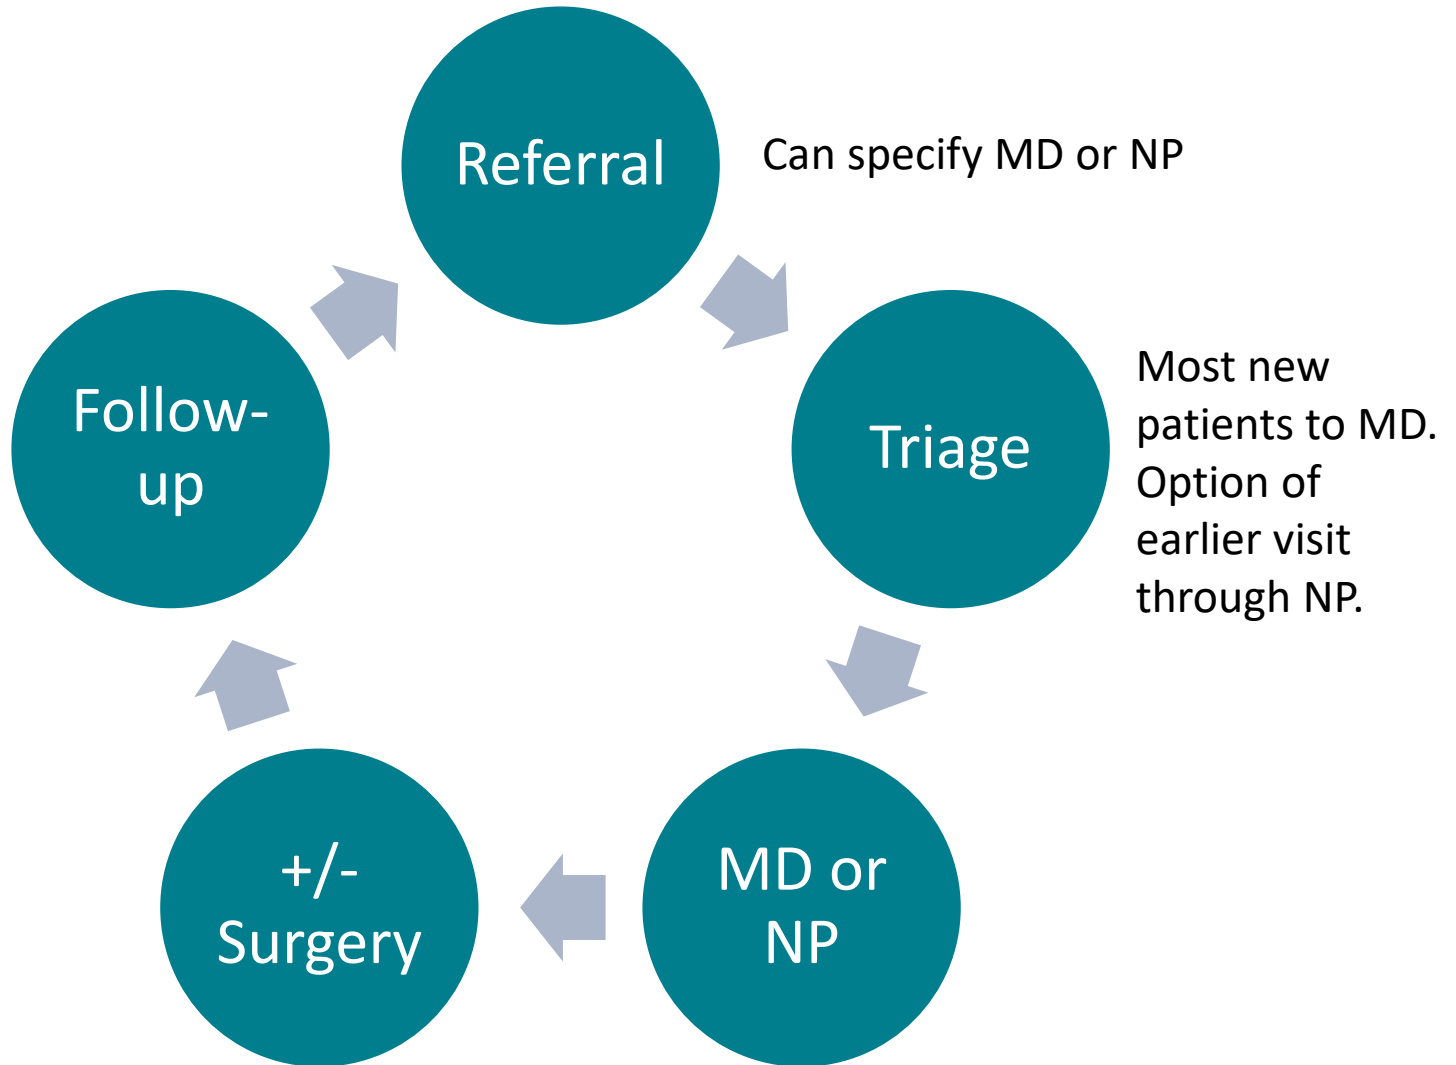 Referral
Can specify MD or NP
Triage
Most new
patients to MD.
Option of
earlier visit
through NP.
MD or
NP
+/-
Surgery
Follow-
up